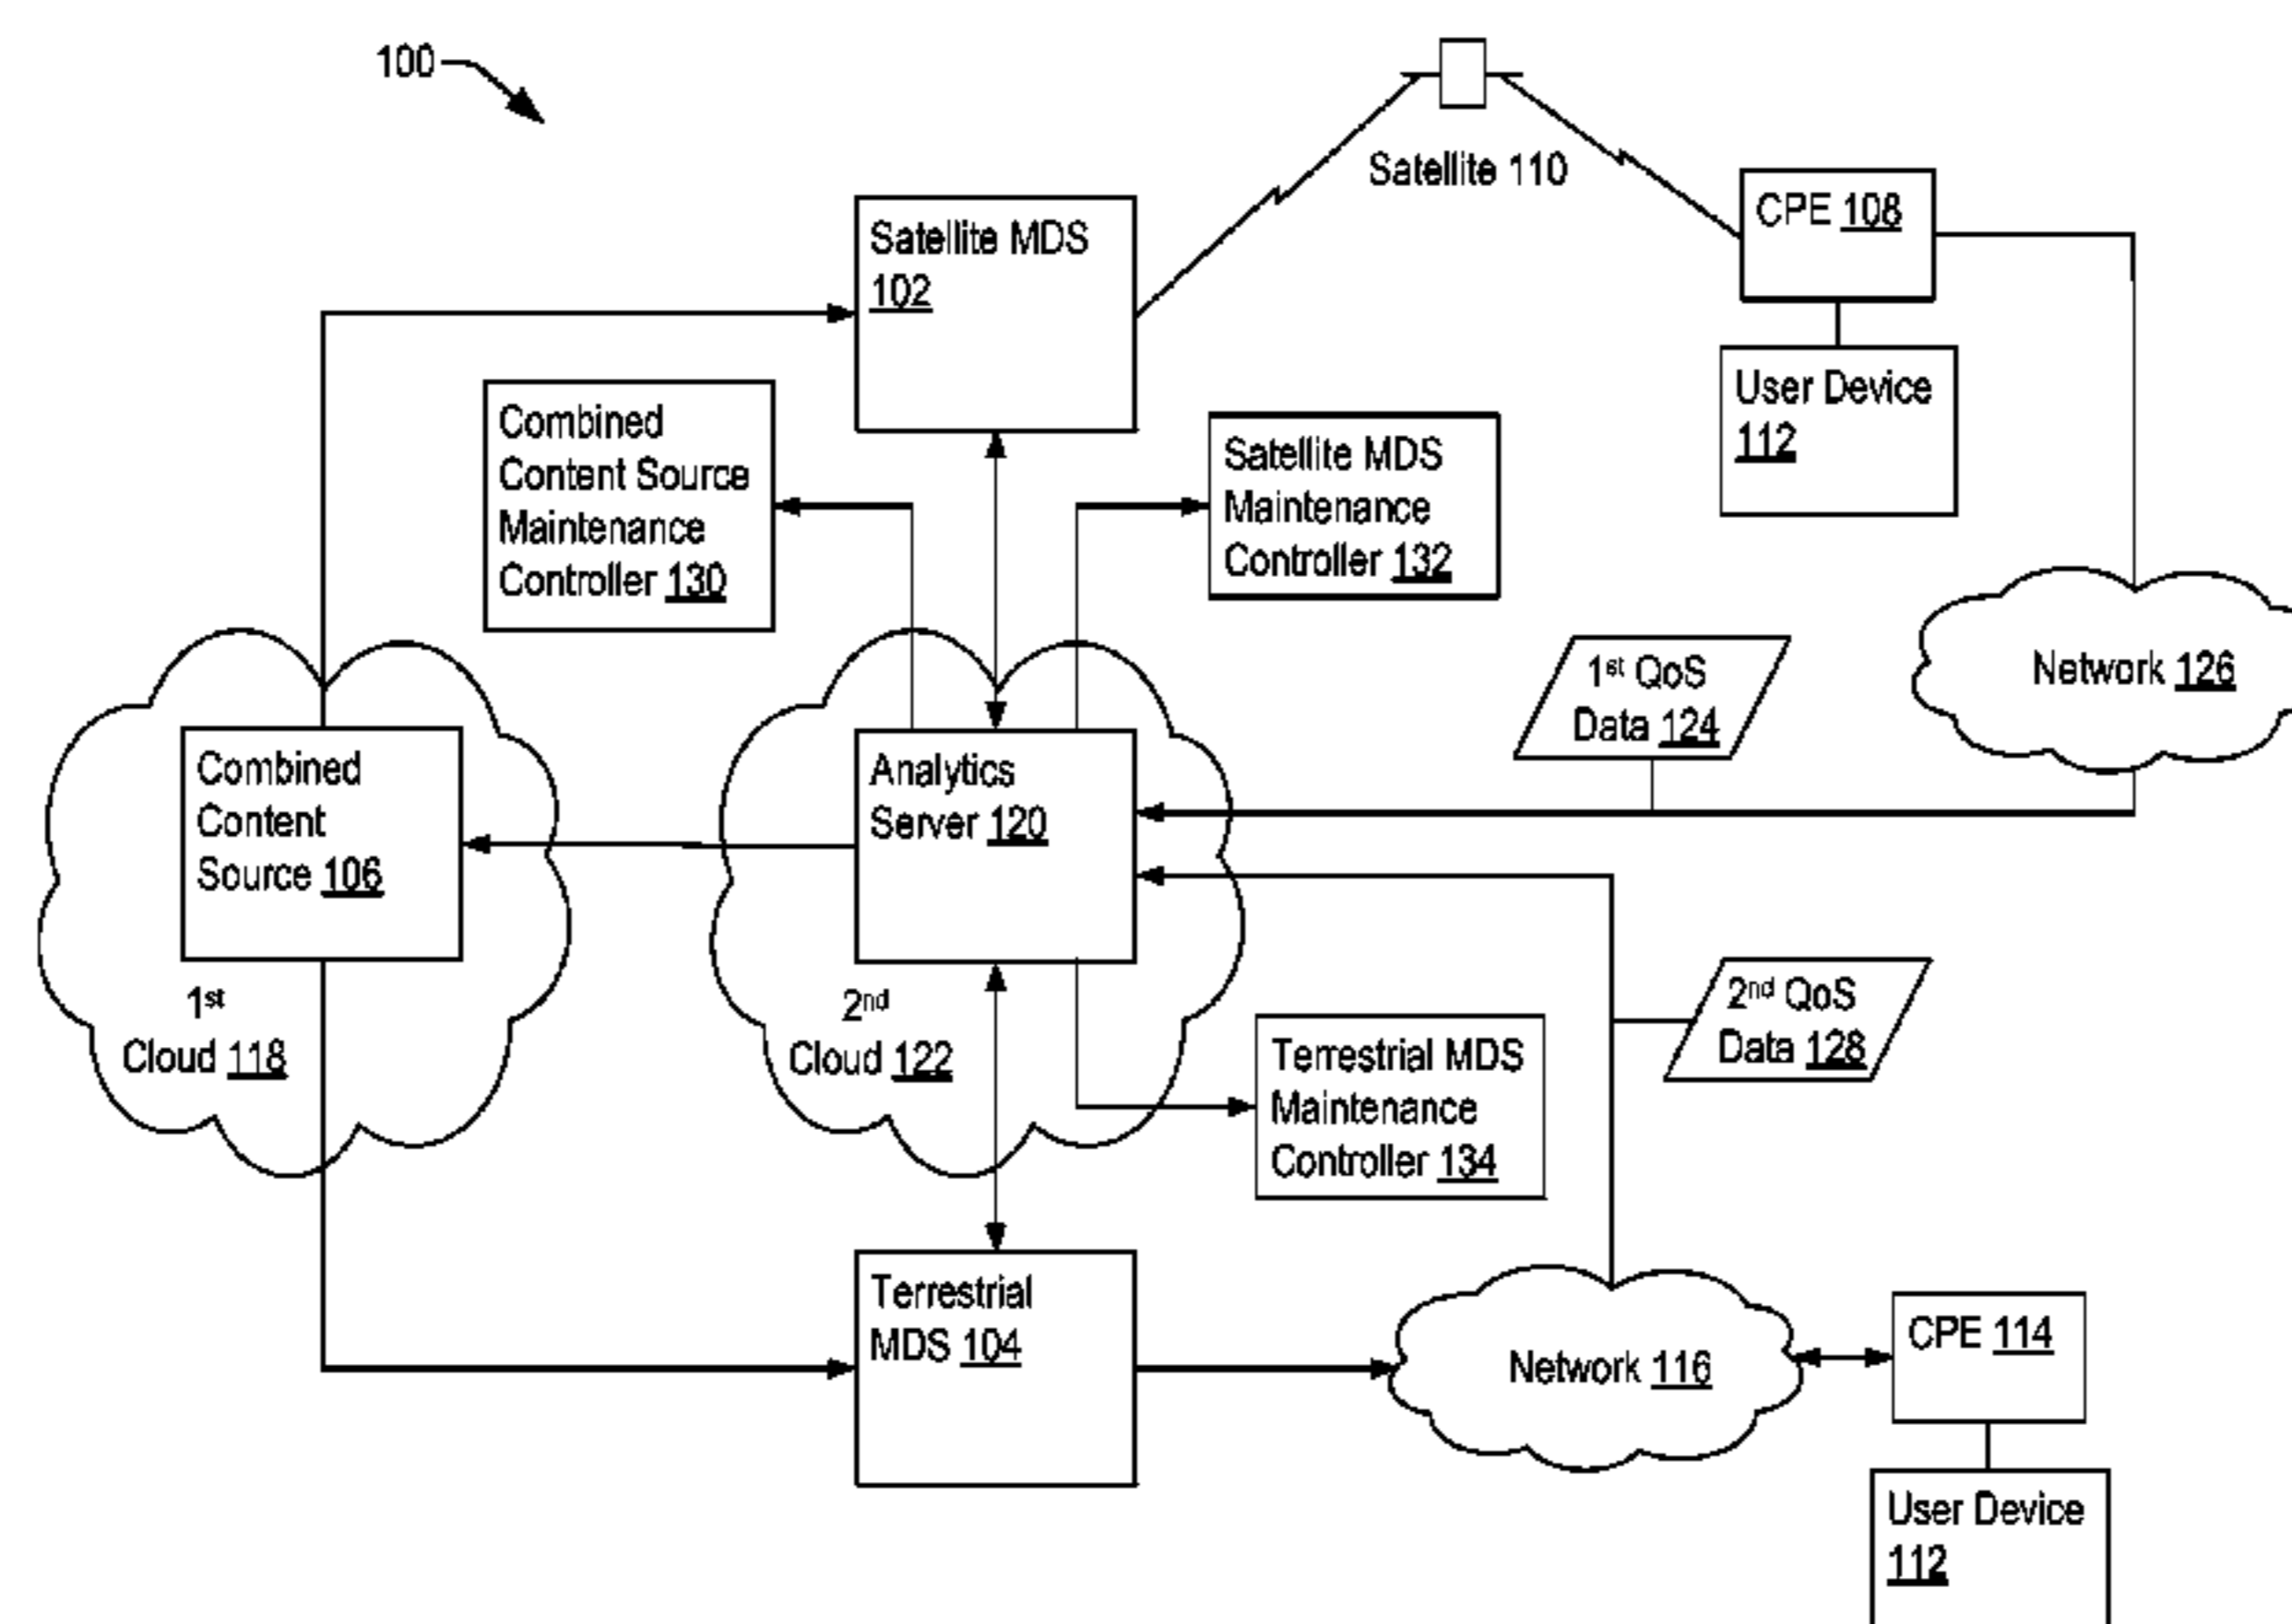 100
Satellite 110
Satellite MDS
102
CPE 108
User Device
112
Combined
Content Source
Maintenance
Controller 130
Satellite MDS
Maintenance
Controller 132
1st QoS
Data 124
Network 126
Combined
Content
Source 106
Analytics
Server 120
1st
Cloud 118
2nd
Cloud 122
2nd QoS
Data 128
Terrestrial MDS
Maintenance
Controller 134
Terrestrial
MDS 104
Network 116
CPE 114
User Device
112